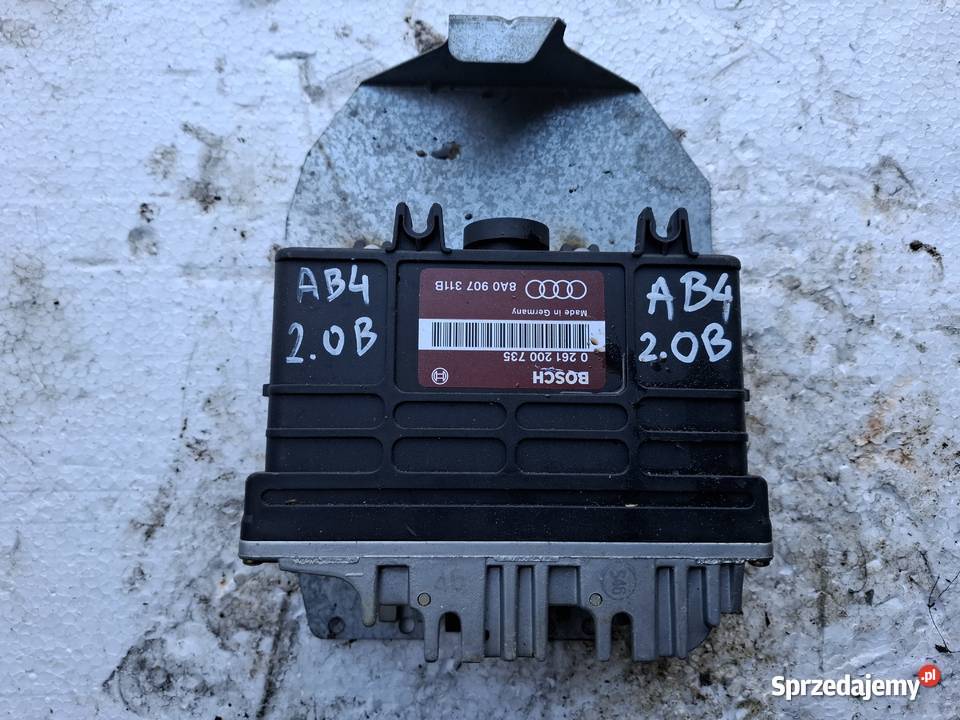 AB4
2.0B
8A0 907 311B
Made in Germany
0 261 200 735
BOSCH
AB4
2.0B
Sprzedajemy.pl